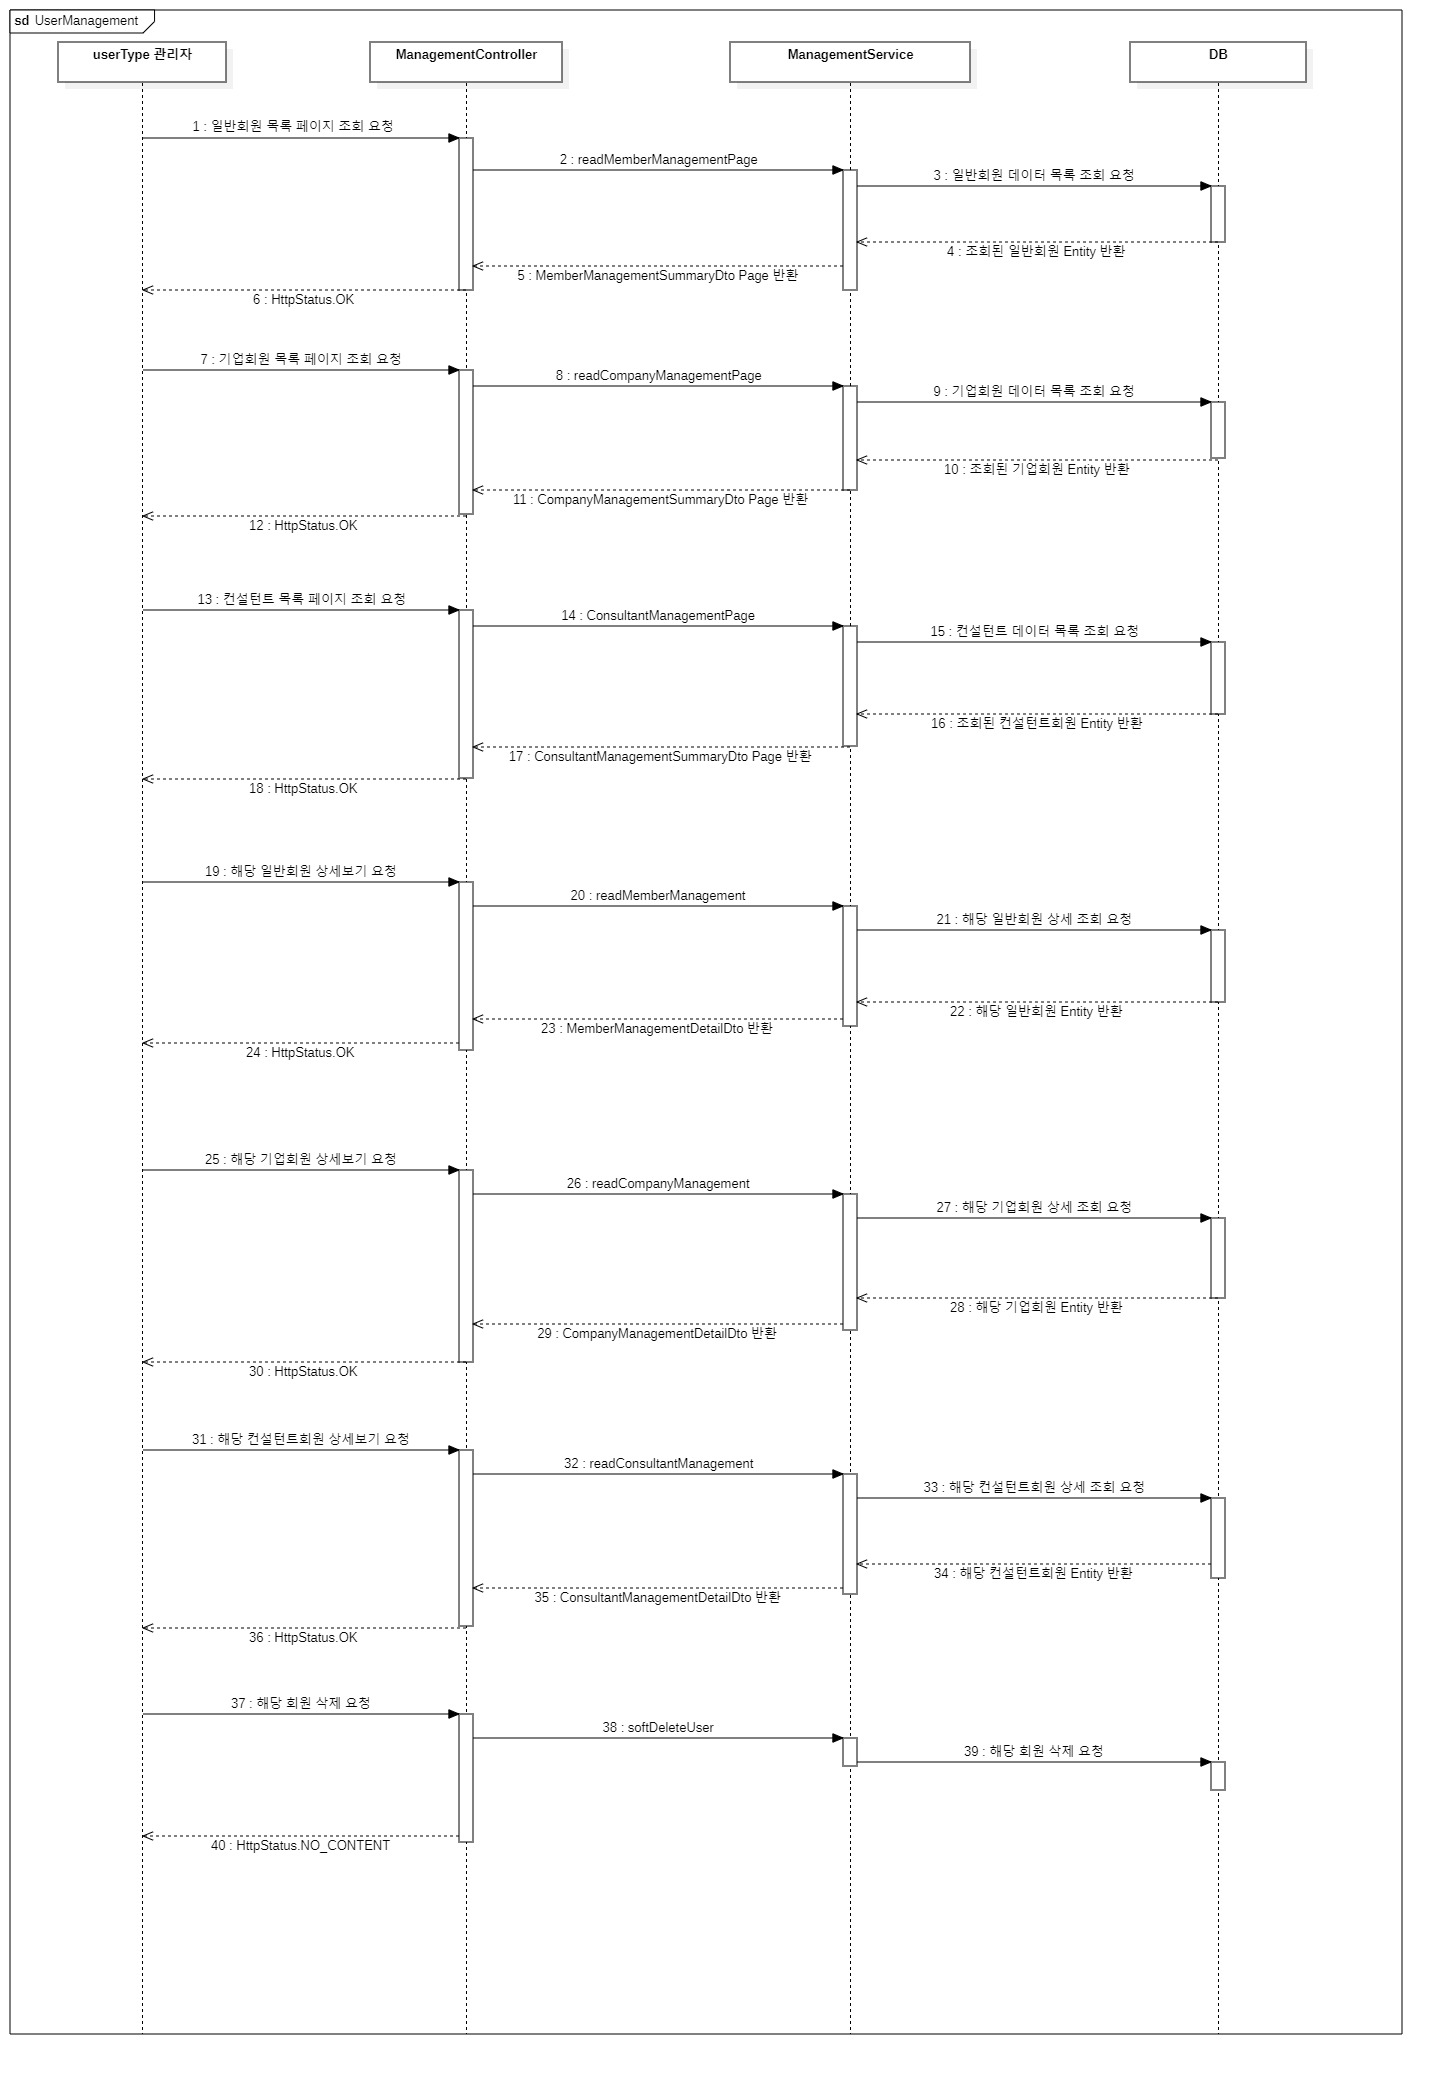 sd UserManagement
userType 관리자
ManagementController
ManagementService
DB
1 : 일반회원 목록 페이지 조회 요청
2 : readMemberManagementPage
3 : 일반회원 데이터 목록 조회 요청
4 : 조회된 일반회원 Entity 반환
5 : MemberManagementSummaryDto Page 반환
6 : HttpStatus.OK
7 : 기업회원 목록 페이지 조회 요청
8 : readCompanyManagementPage
9 : 기업회원 데이터 목록 조회 요청
10 : 조회된 기업회원 Entity 반환
11 : CompanyManagementSummaryDto Page 반환
12 : HttpStatus.OK
13 : 컨설턴트 목록 페이지 조회 요청
14 : ConsultantManagementPage
15 : 컨설턴트 데이터 목록 조회 요청
16 : 조회된 컨설턴트회원 Entity 반환
17 : ConsultantManagementSummaryDto Page 반환
18 : HttpStatus.OK
19 : 해당 일반회원 상세보기 요청
20 : readMemberManagement
21 : 해당 일반회원 상세 조회 요청
22 : 해당 일반회원 Entity 반환
23 : MemberManagementDetailDto 반환
24 : HttpStatus.OK
25 : 해당 기업회원 상세보기 요청
26 : readCompanyManagement
27 : 해당 기업회원 상세 조회 요청
28 : 해당 기업회원 Entity 반환
29 : CompanyManagementDetailDto 반환
30 : HttpStatus.OK
31 : 해당 컨설턴트회원 상세보기 요청
32 : readConsultantManagement
33 : 해당 컨설턴트회원 상세 조회 요청
34 : 해당 컨설턴트회원 Entity 반환
35 : ConsultantManagementDetailDto 반환
36 : HttpStatus.OK
37 : 해당 회원 삭제 요청
38 : softDeleteUser
39 : 해당 회원 삭제 요청
40 : HttpStatus.NO_CONTENT